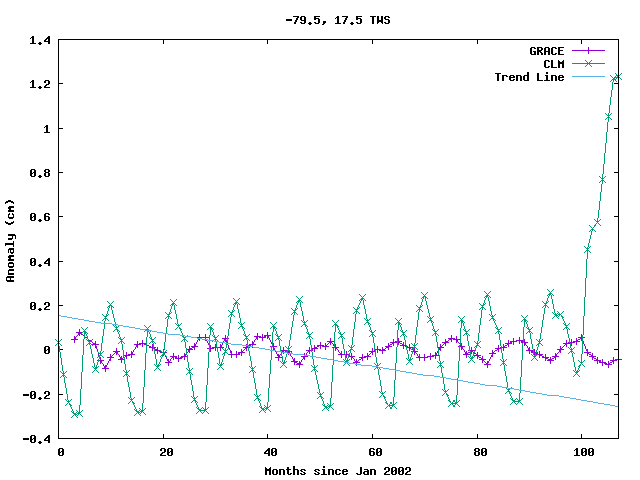 -79.5, 17.5 TWS
GRACE
CLM
Trend Line
1.4
1.2
1
0.8
0.6
0.4
0.2
0
-0.2
-0.4
Anomaly (cm)
0 20 40 60 80 100
Months since Jan 2002